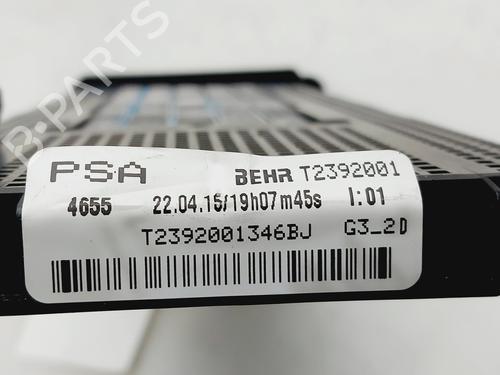 B-PARTS
PSA BEHR T2392001
4655 22.04.15/19h07m45s I:01
T2392001346BJ G3_2D